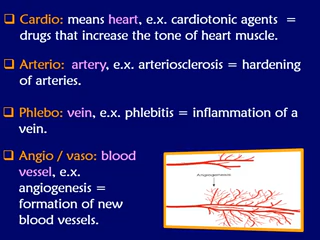 ❑ Cardio: means heart, e.x. cardiotonic agents =
drugs that increase the tone of heart muscle.
❑ Arterio: artery, e.x. arteriosclerosis = hardening
of arteries.
❑ Phlebo: vein, e.x. phlebitis = inflammation of a
vein.
❑ Angio / vaso: blood
vessel, e.x.
angiogenesis =
formation of new
blood vessels.